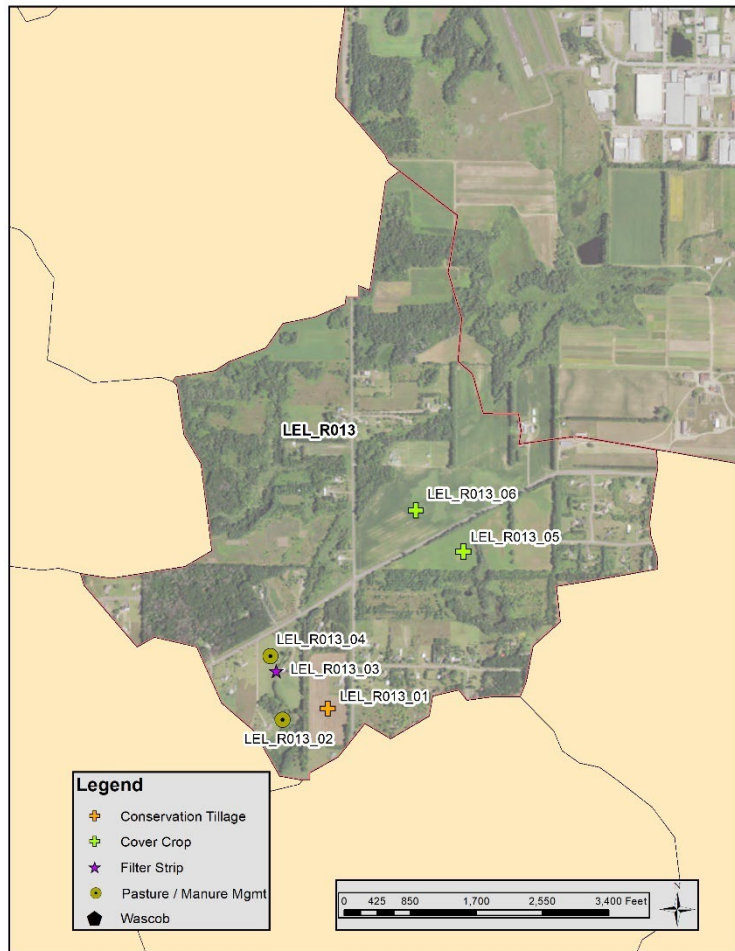 LEL_R013
LEL_R013_06
LEL_R013_05
LEL_R013_04
LEL_R013_03
LEL_R013_01
LEL_R013_02
Legend
Conservation Tillage
Cover Crop
Filter Strip
Pasture / Manure Mgmt
Wascob
N
0 425 850 1,700 2,550 3,400 Feet